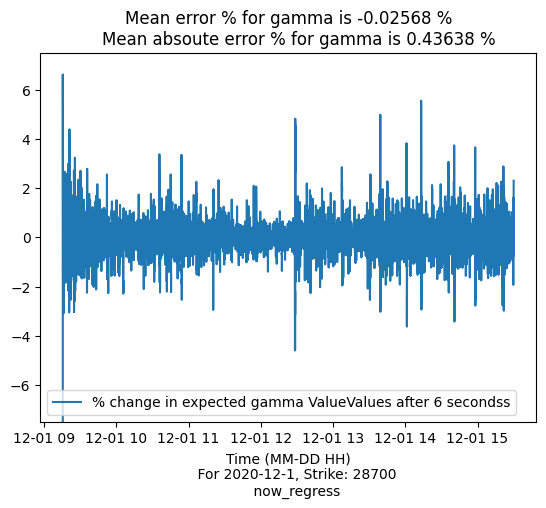 Mean error % for gamma is -0.02568 %
Mean absoute error % for gamma is 0.43638 %
6
4
2
0
−2
−4
−6
% change in expected gamma ValueValues after 6 secondss
12-01 09 12-01 10 12-01 11 12-01 12 12-01 13 12-01 14 12-01 15
Time (MM-DD HH)
For 2020-12-1, Strike: 28700
now_regress